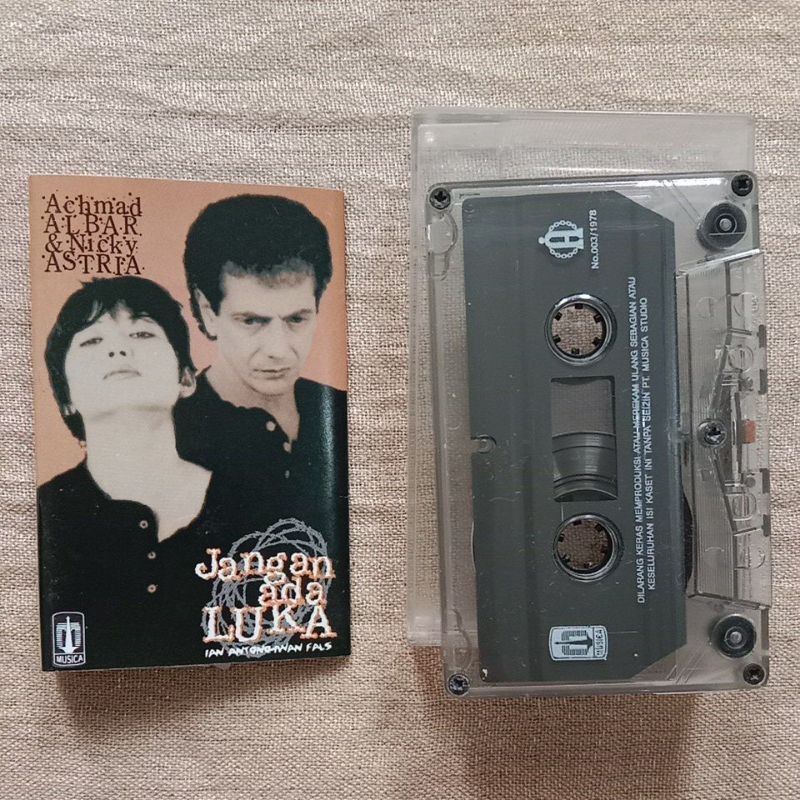 Achmad
ALBAR
& Nicky
ASTRIA
Jangan
ada
LUKA
IAN ANTONO-IWAN FALS
MUSICA
No.003/1978
DILARANG KERAS MEMPRODUKSI ATAU MEREKAM ULANG SEBAGIAN ATAU
KESELURUHAN ISI KASET INI TANPA SEIZIN PT. MUSICA STUDIO
MUSICA